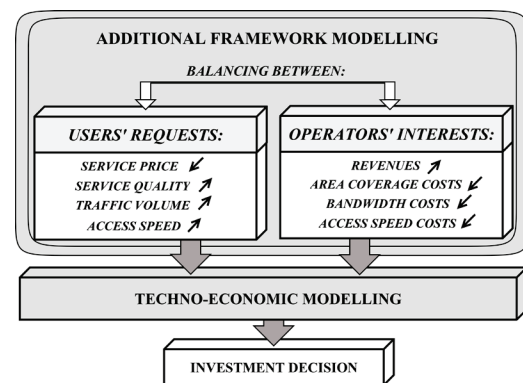 ADDITIONAL FRAMEWORK MODELLING
BALANCING BETWEEN:
USERS' REQUESTS:
SERVICE PRICE ↙
SERVICE QUALITY ↗
TRAFFIC VOLUME ↗
ACCESS SPEED ↗
OPERATORS' INTERESTS:
REVENUES ↗
AREA COVERAGE COSTS ↙
BANDWIDTH COSTS ↙
ACCESS SPEED COSTS ↙
TECHNO-ECONOMIC MODELLING
INVESTMENT DECISION